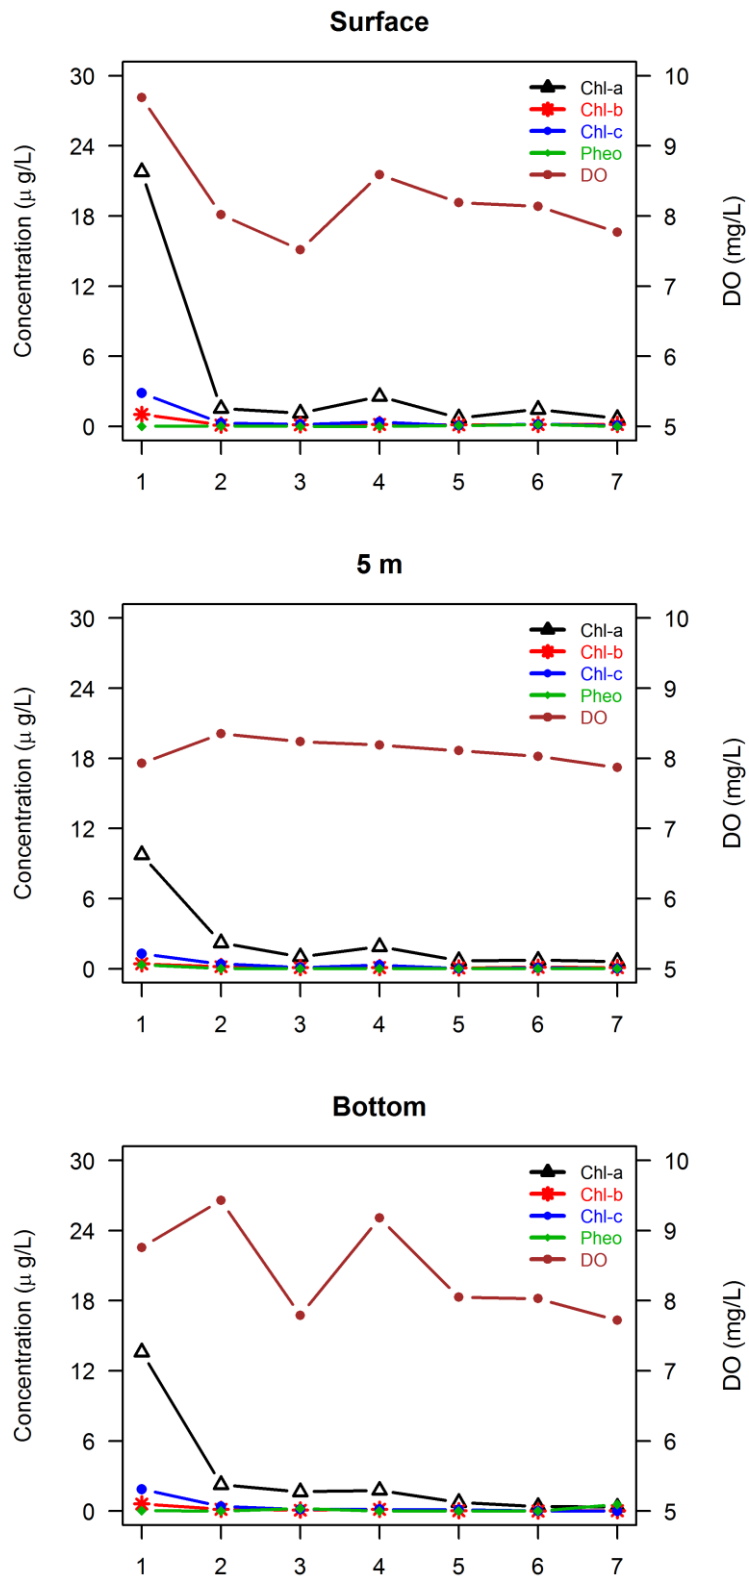 Surface
Concentration (μ g/L)
30
24
18
12
6
0
Chl-a
Chl-b
Chl-c
Pheo
DO
10
9
8
7
6
5
DO (mg/L)
1 2 3 4 5 6 7
5 m
Concentration (μ g/L)
30
24
18
12
6
0
Chl-a
Chl-b
Chl-c
Pheo
DO
10
9
8
7
6
5
DO (mg/L)
1 2 3 4 5 6 7
Bottom
Concentration (μ g/L)
30
24
18
12
6
0
Chl-a
Chl-b
Chl-c
Pheo
DO
10
9
8
7
6
5
DO (mg/L)
1 2 3 4 5 6 7